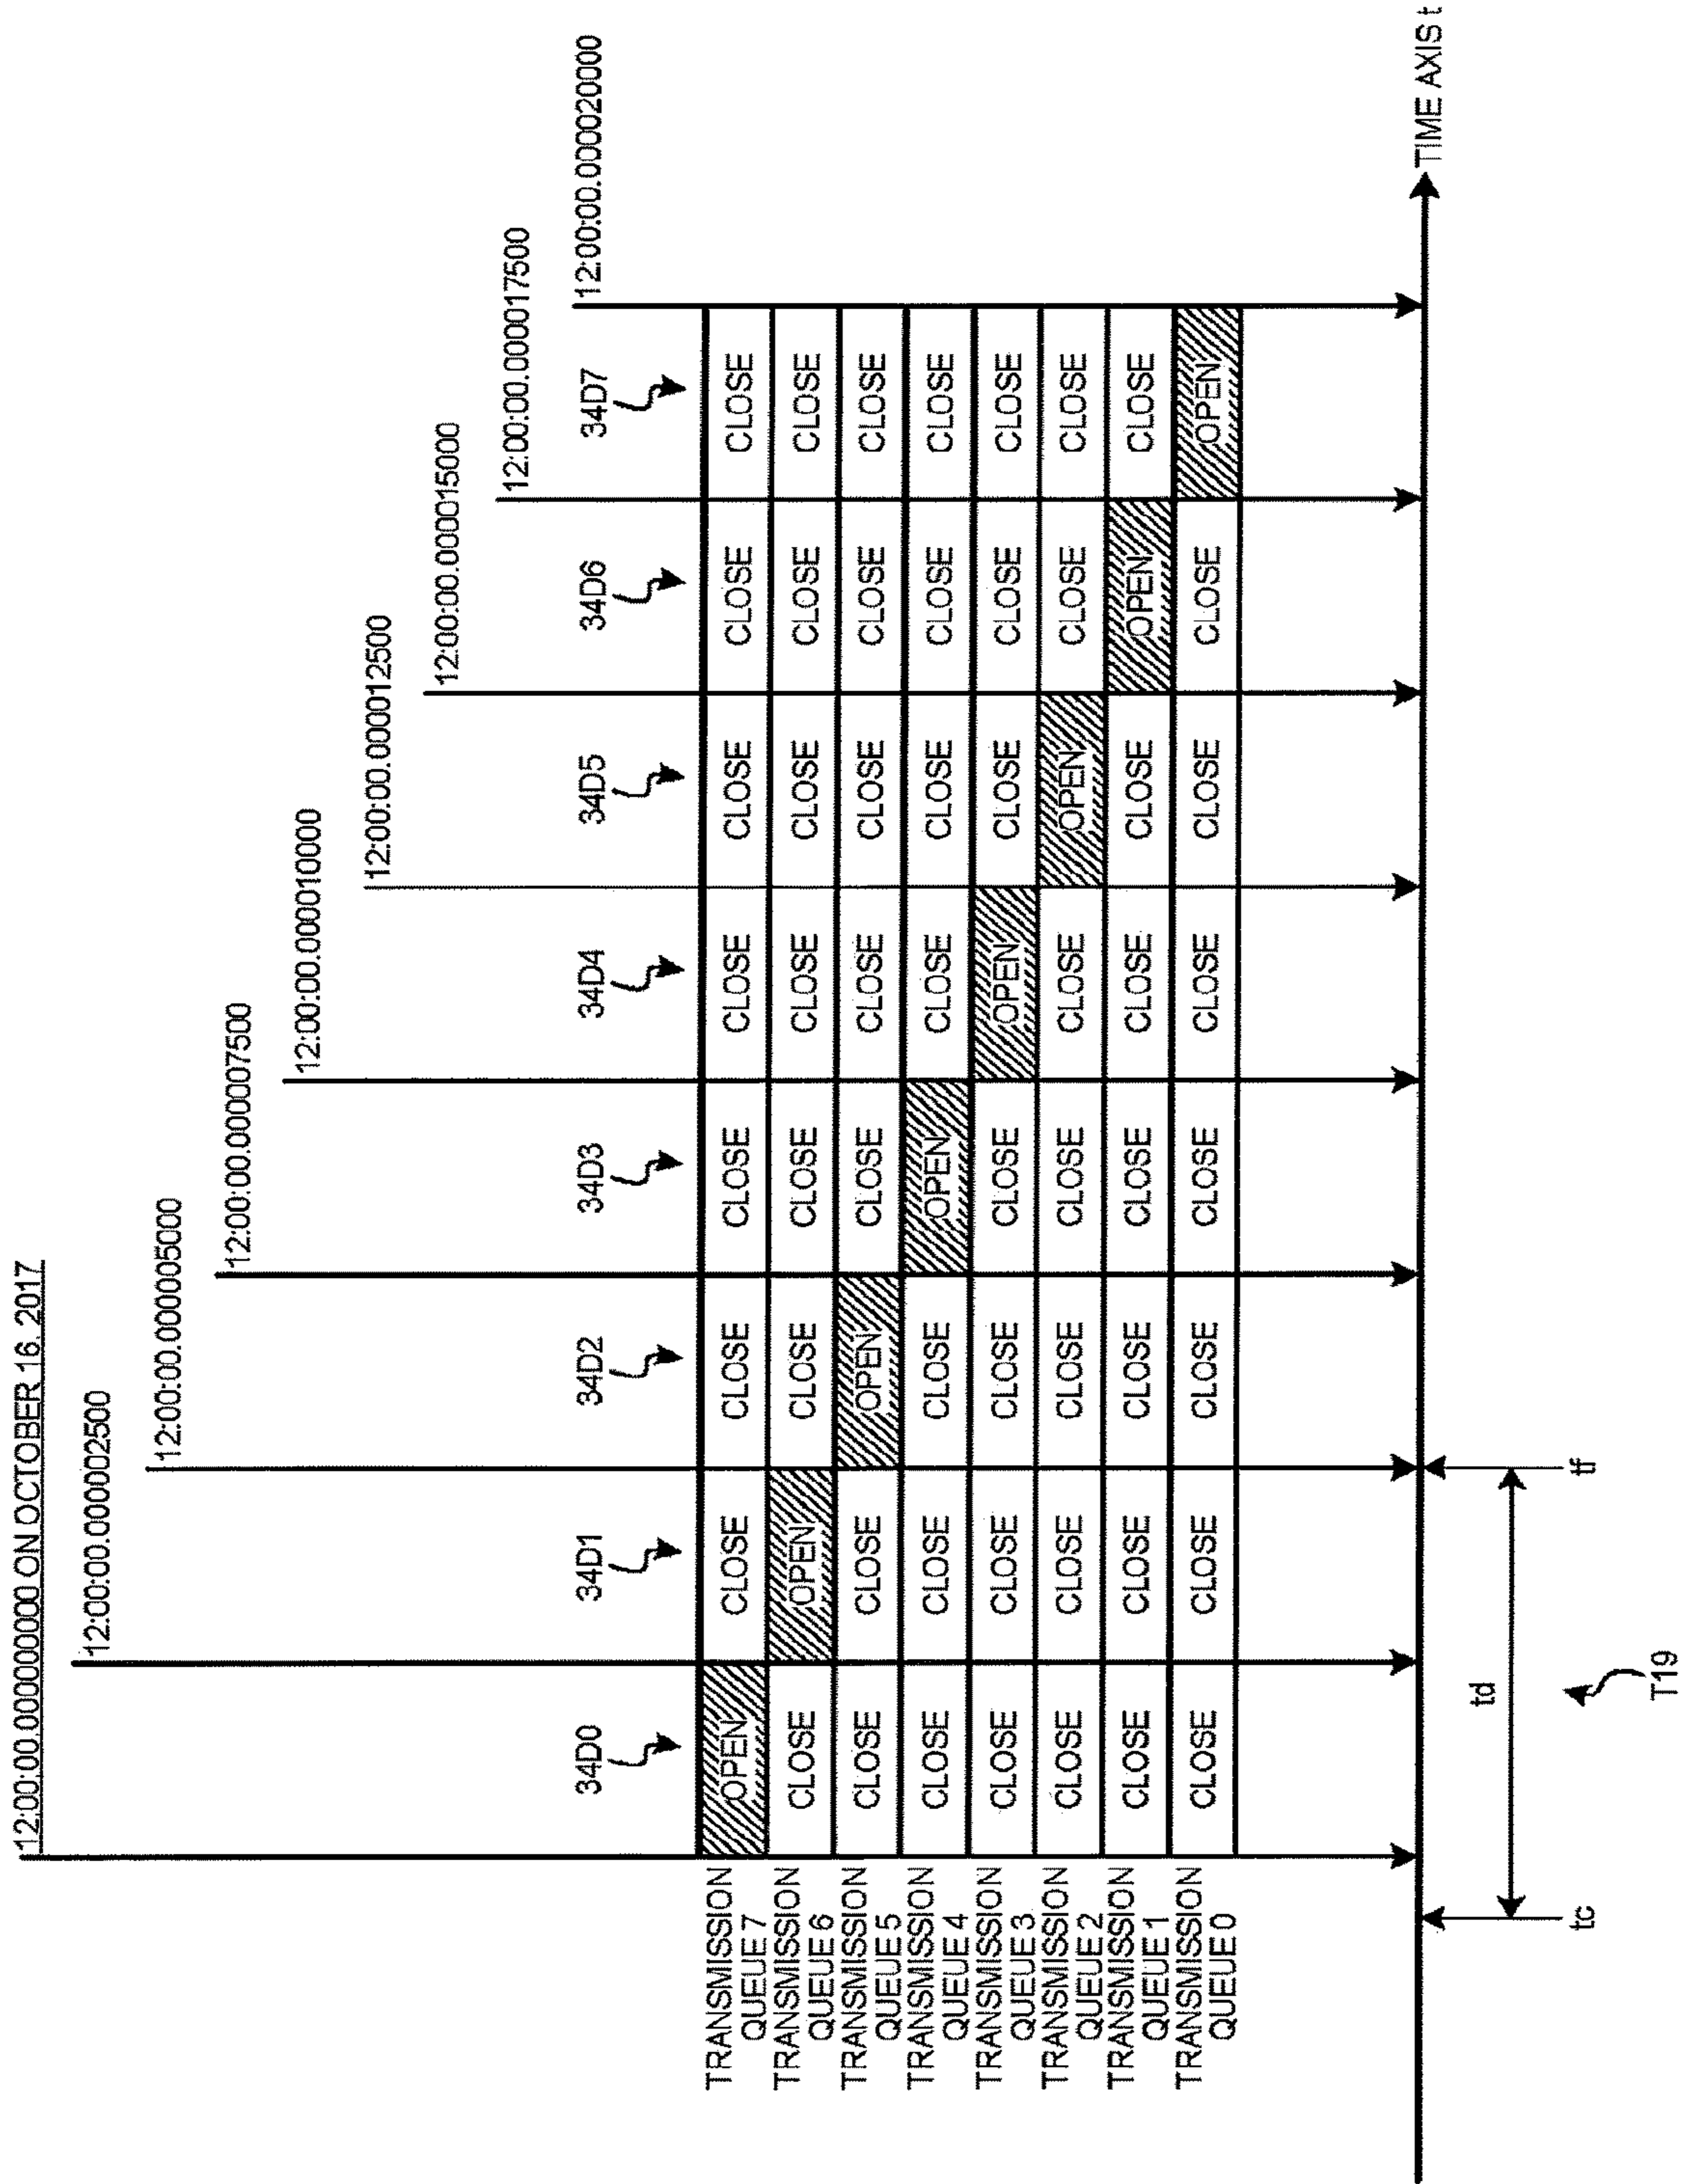 12:00:00.000000000 ON OCTOBER 16, 2017
12:00:00.000002500
12:00:00.000005000
12:00:00.000007500
12:00:00.000010000
12:00:00.000012500
12:00:00.000015000
12:00:00.000017500
12:00:00.000020000
34D0 34D1 34D2 34D3 34D4 34D5 34D6 34D7
TRANSMISSION
QUEUE 7
OPEN CLOSE CLOSE CLOSE CLOSE CLOSE CLOSE CLOSE
TRANSMISSION
QUEUE 6
CLOSE OPEN CLOSE CLOSE CLOSE CLOSE CLOSE CLOSE
TRANSMISSION
QUEUE 5
CLOSE CLOSE OPEN CLOSE CLOSE CLOSE CLOSE CLOSE
TRANSMISSION
QUEUE 4
CLOSE CLOSE CLOSE OPEN CLOSE CLOSE CLOSE CLOSE
TRANSMISSION
QUEUE 3
CLOSE CLOSE CLOSE CLOSE OPEN CLOSE CLOSE CLOSE
TRANSMISSION
QUEUE 2
CLOSE CLOSE CLOSE CLOSE CLOSE OPEN CLOSE CLOSE
TRANSMISSION
QUEUE 1
CLOSE CLOSE CLOSE CLOSE CLOSE CLOSE OPEN CLOSE
TRANSMISSION
QUEUE 0
CLOSE CLOSE CLOSE CLOSE CLOSE CLOSE CLOSE OPEN
TIME AXIS t
td
tc
tf
T19